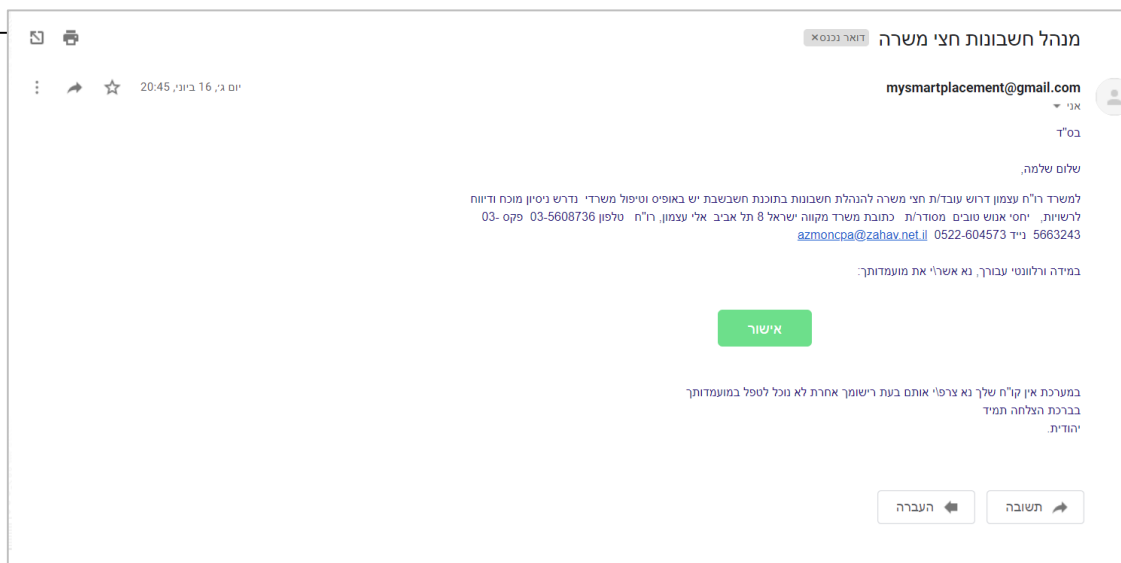 מנהל חשבונות חצי משרה דואר נכנס x
mysmartplacement@gmail.com יום ג׳, 16 ביוני, 20:45
אני
בס"ד
שלום שלמה,
למשרד רו"ח עצמון דרוש עובד/ת חצי משרה להנהלת חשבונות בתוכנת חשבשבת יש באופיס וטיפול משרדי נדרש ניסיון מוכח ודיווח
לרשויות, יחסי אנוש טובים מסודר/ת כתובת משרד מקווה ישראל 8 תל אביב אלי עצמון, רו"ח טלפון 03-5608736 פקס 03-
5663243 נייד 0522-604573 azmoncpa@zahav.net.il
במידה ורלוונטי עבורך, נא אשר\י את מועמדותך:
אישור
במערכת אין קו"ח שלך נא צרפ\י אותם בעת רישומך אחרת לא נוכל לטפל במועמדותך
בברכת הצלחה תמיד
יהודית.
תשובה העברה